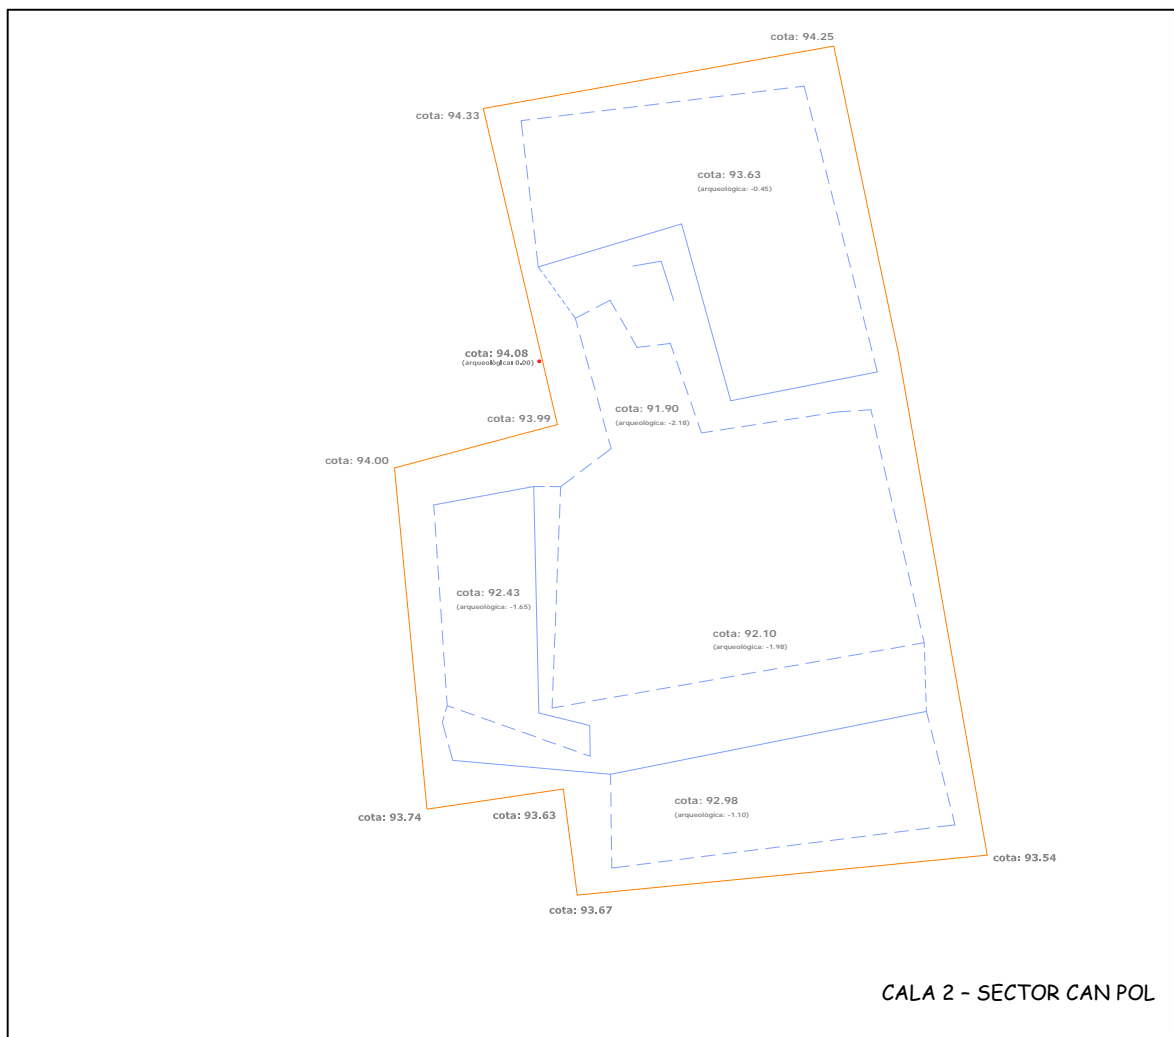 cota: 94.25
cota: 94.33
cota: 93.63
(arqueològica: -0.45)
cota: 94.08
(arqueològica: 0.00)
cota: 91.90
(arqueològica: -2.18)
cota: 93.99
cota: 94.00
cota: 92.43
(arqueològica: -1.65)
cota: 92.10
(arqueològica: -1.98)
cota: 92.98
(arqueològica: -1.10)
cota: 93.74
cota: 93.63
cota: 93.54
cota: 93.67
CALA 2 - SECTOR CAN POL